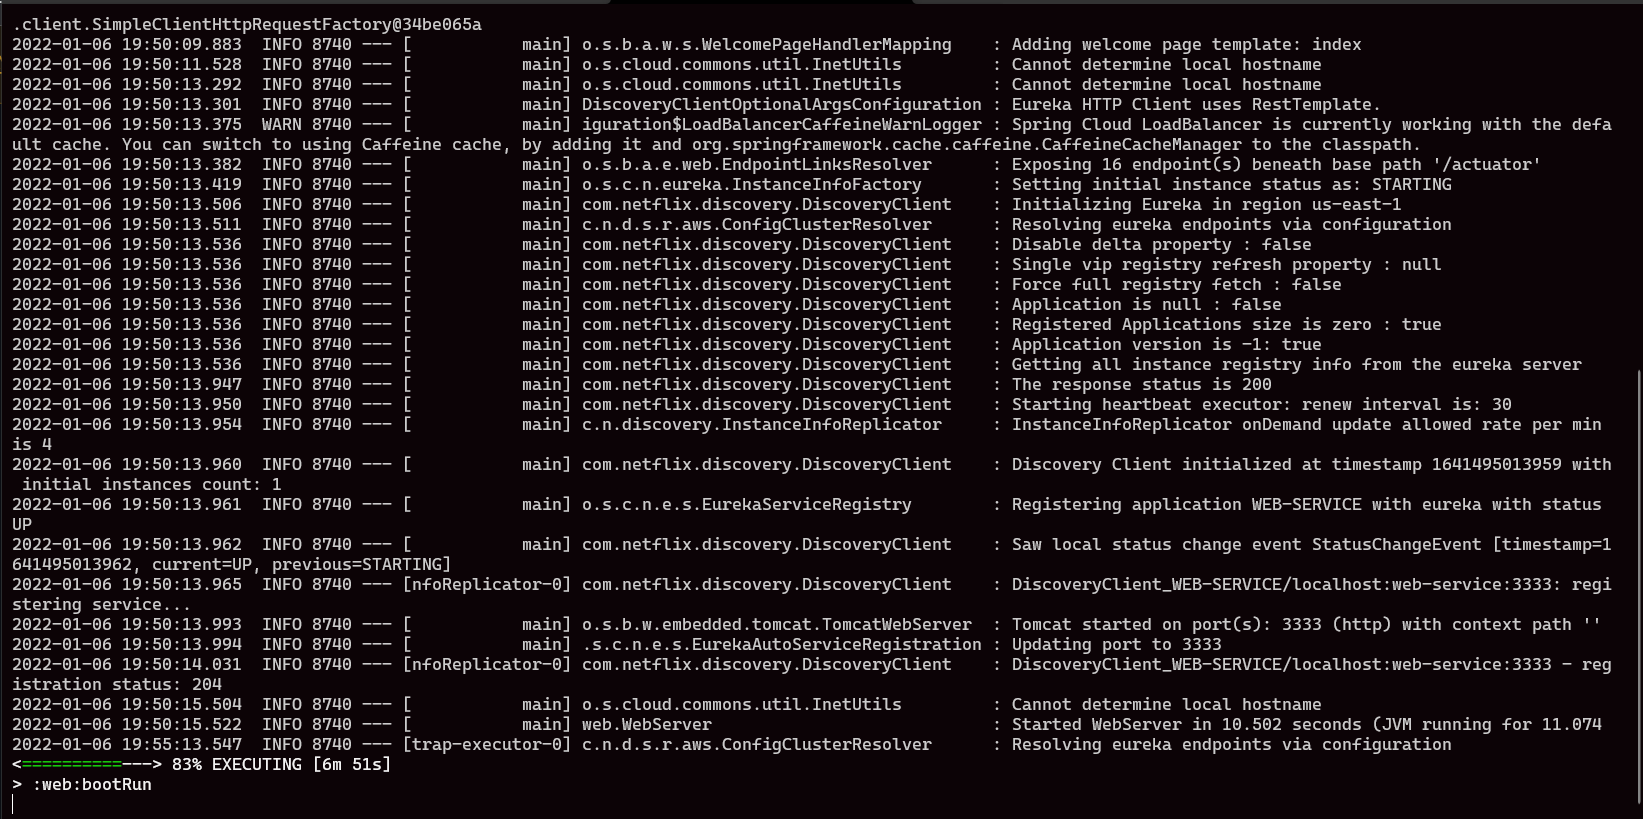 .client.SimpleClientHttpRequestFactory@34be065a
2022-01-06 19:50:09.883  INFO 8740 --- [           main] o.s.b.a.w.s.WelcomePageHandlerMapping    : Adding welcome page template: index
2022-01-06 19:50:11.528  INFO 8740 --- [           main] o.s.cloud.commons.util.InetUtils         : Cannot determine local hostname
2022-01-06 19:50:13.292  INFO 8740 --- [           main] o.s.cloud.commons.util.InetUtils         : Cannot determine local hostname
2022-01-06 19:50:13.301  INFO 8740 --- [           main] DiscoveryClientOptionalArgsConfiguration : Eureka HTTP Client uses RestTemplate.
2022-01-06 19:50:13.375  WARN 8740 --- [           main] iguration$LoadBalancerCaffeineWarnLogger : Spring Cloud LoadBalancer is currently working with the defa
ult cache. You can switch to using Caffeine cache, by adding it and org.springframework.cache.caffeine.CaffeineCacheManager to the classpath.
2022-01-06 19:50:13.382  INFO 8740 --- [           main] o.s.b.a.e.web.EndpointLinksResolver      : Exposing 16 endpoint(s) beneath base path '/actuator'
2022-01-06 19:50:13.419  INFO 8740 --- [           main] o.s.c.n.eureka.InstanceInfoFactory       : Setting initial instance status as: STARTING
2022-01-06 19:50:13.506  INFO 8740 --- [           main] com.netflix.discovery.DiscoveryClient    : Initializing Eureka in region us-east-1
2022-01-06 19:50:13.511  INFO 8740 --- [           main] c.n.d.s.r.aws.ConfigClusterResolver      : Resolving eureka endpoints via configuration
2022-01-06 19:50:13.536  INFO 8740 --- [           main] com.netflix.discovery.DiscoveryClient    : Disable delta property : false
2022-01-06 19:50:13.536  INFO 8740 --- [           main] com.netflix.discovery.DiscoveryClient    : Single vip registry refresh property : null
2022-01-06 19:50:13.536  INFO 8740 --- [           main] com.netflix.discovery.DiscoveryClient    : Force full registry fetch : false
2022-01-06 19:50:13.536  INFO 8740 --- [           main] com.netflix.discovery.DiscoveryClient    : Application is null : false
2022-01-06 19:50:13.536  INFO 8740 --- [           main] com.netflix.discovery.DiscoveryClient    : Registered Applications size is zero : true
2022-01-06 19:50:13.536  INFO 8740 --- [           main] com.netflix.discovery.DiscoveryClient    : Application version is -1: true
2022-01-06 19:50:13.536  INFO 8740 --- [           main] com.netflix.discovery.DiscoveryClient    : Getting all instance registry info from the eureka server
2022-01-06 19:50:13.947  INFO 8740 --- [           main] com.netflix.discovery.DiscoveryClient    : The response status is 200
2022-01-06 19:50:13.950  INFO 8740 --- [           main] com.netflix.discovery.DiscoveryClient    : Starting heartbeat executor: renew interval is: 30
2022-01-06 19:50:13.954  INFO 8740 --- [           main] c.n.discovery.InstanceInfoReplicator     : InstanceInfoReplicator onDemand update allowed rate per min
is 4
2022-01-06 19:50:13.960  INFO 8740 --- [           main] com.netflix.discovery.DiscoveryClient    : Discovery Client initialized at timestamp 1641495013959 with
 initial instances count: 1
2022-01-06 19:50:13.961  INFO 8740 --- [           main] o.s.c.n.e.s.EurekaServiceRegistry        : Registering application WEB-SERVICE with eureka with status
UP
2022-01-06 19:50:13.962  INFO 8740 --- [           main] com.netflix.discovery.DiscoveryClient    : Saw local status change event StatusChangeEvent [timestamp=1
641495013962, current=UP, previous=STARTING]
2022-01-06 19:50:13.965  INFO 8740 --- [nfoReplicator-0] com.netflix.discovery.DiscoveryClient    : DiscoveryClient_WEB-SERVICE/localhost:web-service:3333: regi
stering service...
2022-01-06 19:50:13.993  INFO 8740 --- [           main] o.s.b.w.embedded.tomcat.TomcatWebServer  : Tomcat started on port(s): 3333 (http) with context path ''
2022-01-06 19:50:13.994  INFO 8740 --- [           main] .s.c.n.e.s.EurekaAutoServiceRegistration : Updating port to 3333
2022-01-06 19:50:14.031  INFO 8740 --- [nfoReplicator-0] com.netflix.discovery.DiscoveryClient    : DiscoveryClient_WEB-SERVICE/localhost:web-service:3333 - reg
istration status: 204
2022-01-06 19:50:15.504  INFO 8740 --- [           main] o.s.cloud.commons.util.InetUtils         : Cannot determine local hostname
2022-01-06 19:50:15.522  INFO 8740 --- [           main] web.WebServer                            : Started WebServer in 10.502 seconds (JVM running for 11.074
2022-01-06 19:55:13.547  INFO 8740 --- [trap-executor-0] c.n.d.s.r.aws.ConfigClusterResolver      : Resolving eureka endpoints via configuration
<==========---> 83% EXECUTING [6m 51s]
> :web:bootRun